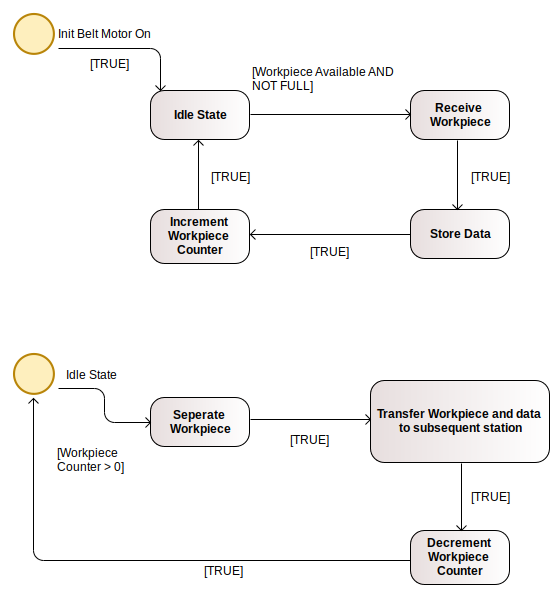 Init Belt Motor On
[TRUE]
[Workpiece Available AND
NOT FULL]
Idle State
Receive
Workpiece
[TRUE]
[TRUE]
Increment
Workpiece
Counter
Store Data
[TRUE]
Idle State
Seperate
Workpiece
Transfer Workpiece and data
to subsequent station
[TRUE]
[Workpiece
Counter > 0]
[TRUE]
Decrement
Workpiece
Counter
[TRUE]